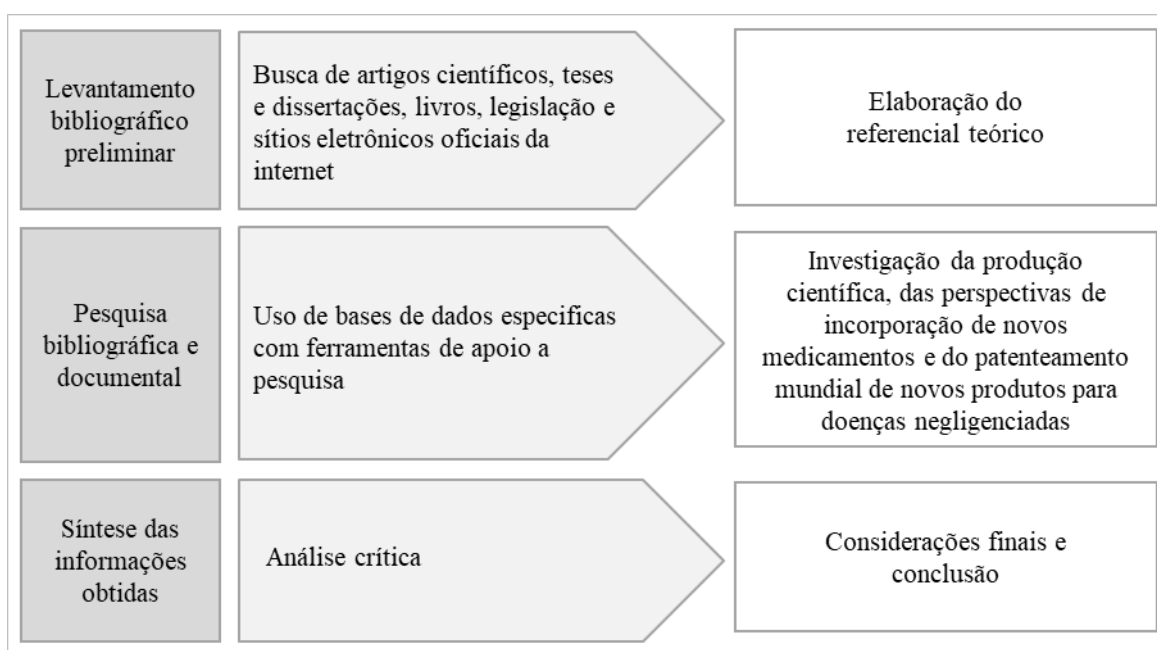 Levantamento
bibliográfico
preliminar
Busca de artigos científicos, teses
e dissertações, livros, legislação e
sítios eletrônicos oficiais da
internet
Elaboração do
referencial teórico
Pesquisa
bibliográfica e
documental
Uso de bases de dados especificas
com ferramentas de apoio a
pesquisa
Investigação da produção
científica, das perspectivas de
incorporação de novos
medicamentos e do patenteamento
mundial de novos produtos para
doenças negligenciadas
Síntese das
informações
obtidas
Análise crítica
Considerações finais e
conclusão